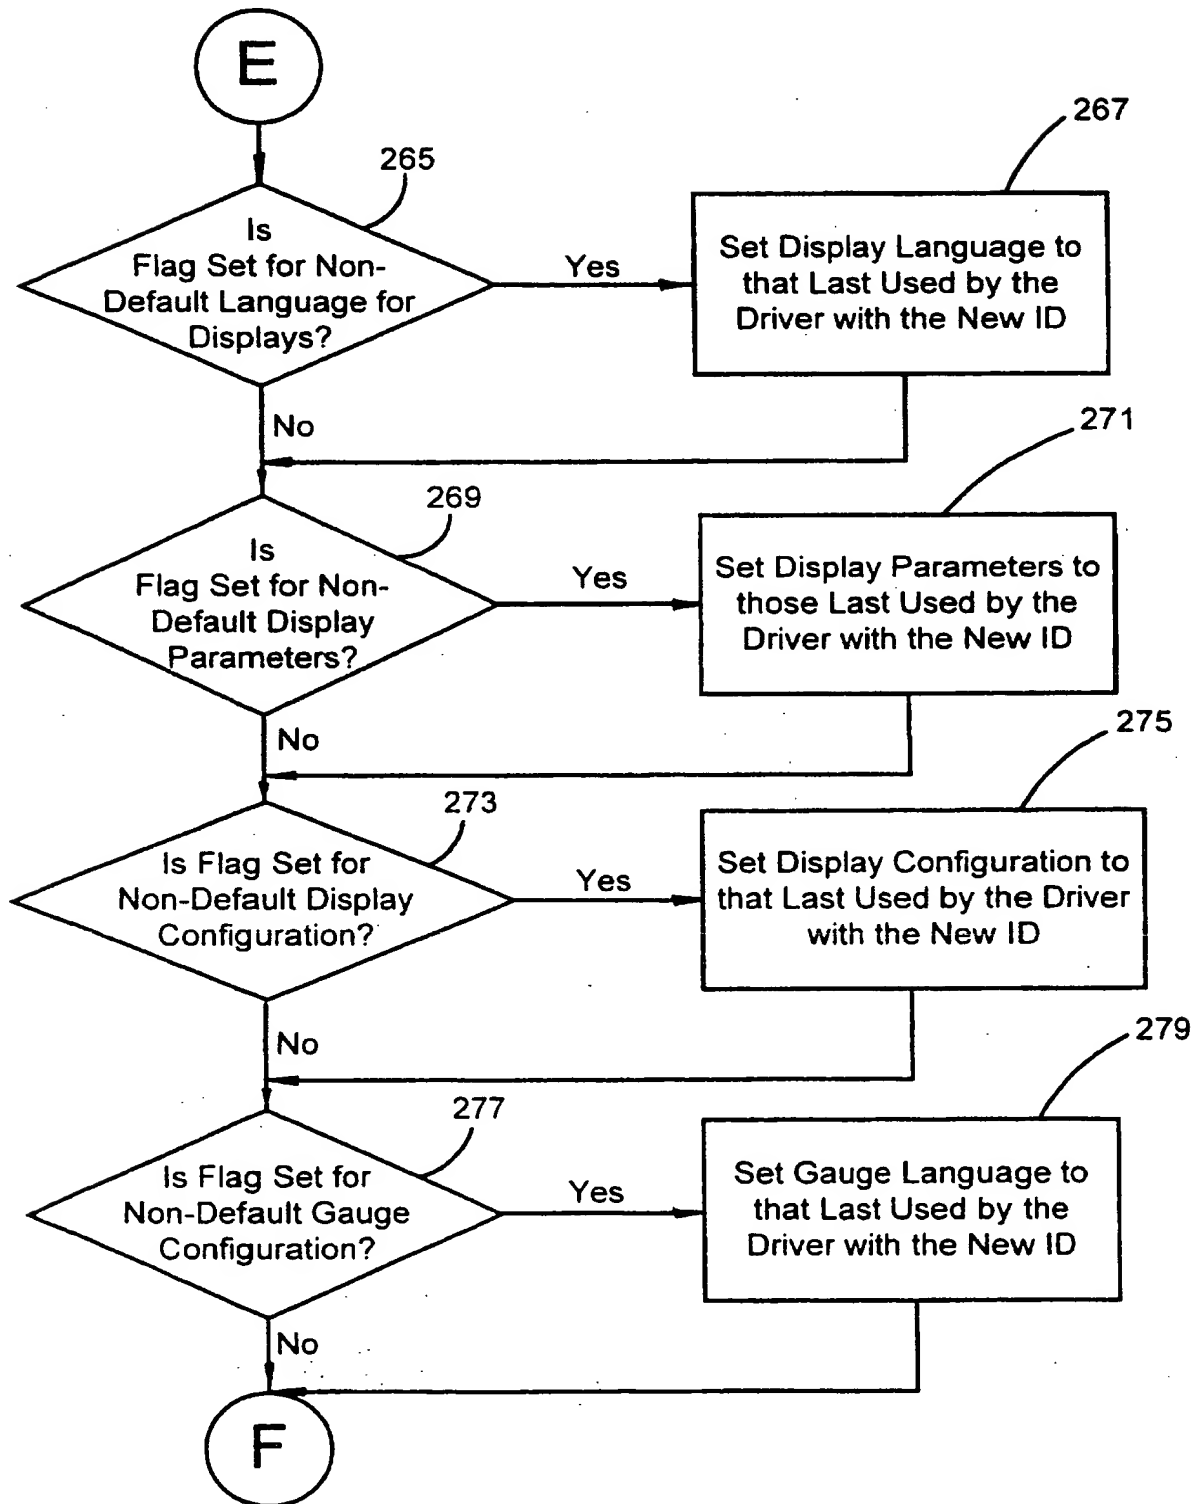 E
265
267
Is
Flag Set for Non-
Default Language for
Displays?
Yes
Set Display Language to
that Last Used by the
Driver with the New ID
No
269
271
Is
Flag Set for Non-
Default Display
Parameters?
Yes
Set Display Parameters to
those Last Used by the
Driver with the New ID
No
273
275
Is Flag Set for
Non-Default Display
Configuration?
Yes
Set Display Configuration to
that Last Used by the Driver
with the New ID
No
277
279
Is Flag Set for
Non-Default Gauge
Configuration?
Yes
Set Gauge Language to
that Last Used by the
Driver with the New ID
No
F